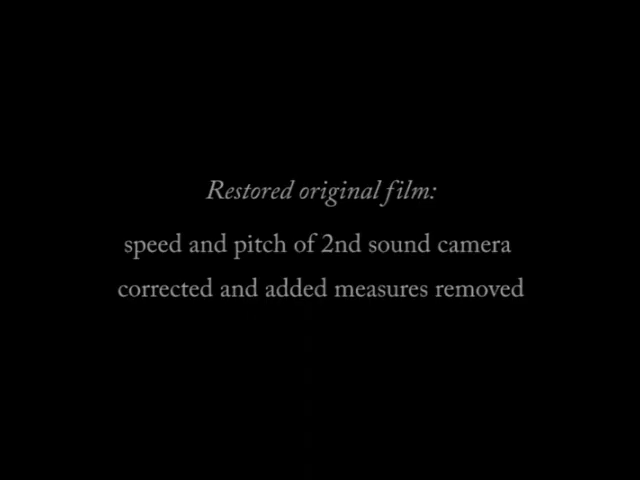 Restored original film:
speed and pitch of 2nd sound camera
corrected and added measures removed